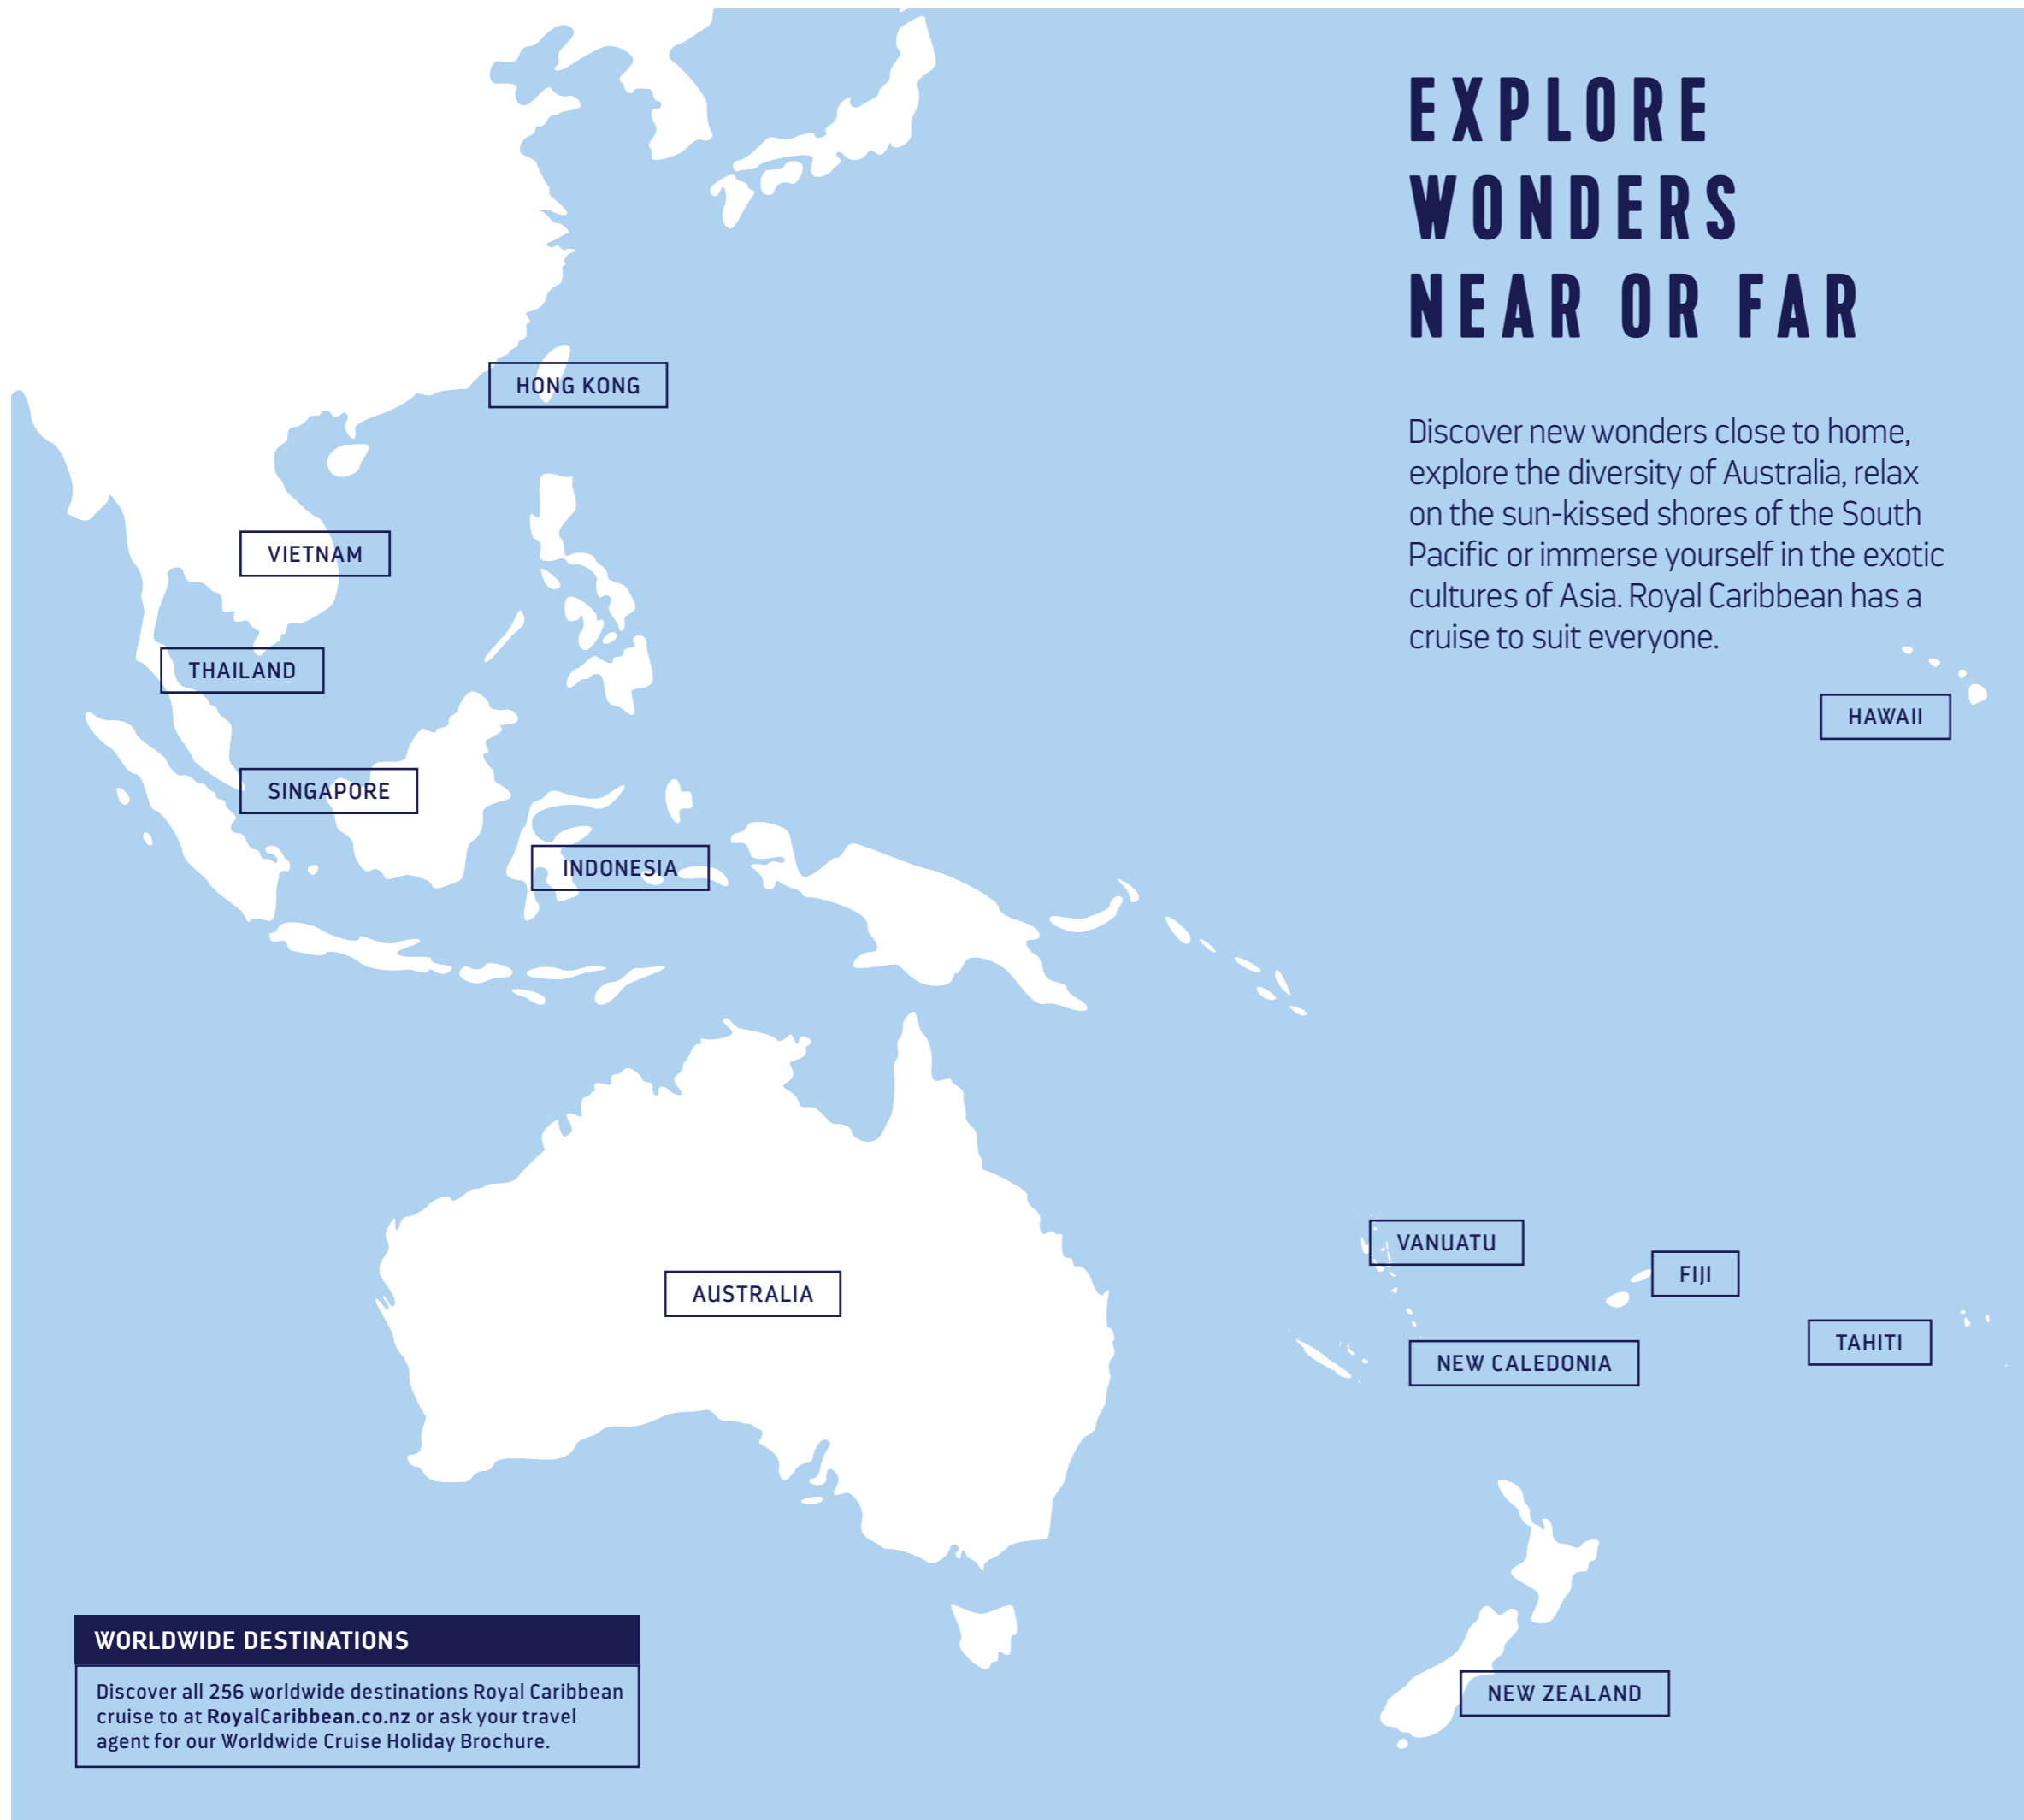 EXPLORE
WONDERS
NEAR OR FAR
Discover new wonders close to home,
explore the diversity of Australia, relax
on the sun-kissed shores of the South
Pacific or immerse yourself in the exotic
cultures of Asia. Royal Caribbean has a
cruise to suit everyone.
HONG KONG
VIETNAM
THAILAND
HAWAII
SINGAPORE
INDONESIA
VANUATU
FIJI
AUSTRALIA
TAHITI
NEW CALEDONIA
NEW ZEALAND
WORLDWIDE DESTINATIONS
Discover all 256 worldwide destinations Royal Caribbean
cruise to at RoyalCaribbean.co.nz or ask your travel
agent for our Worldwide Cruise Holiday Brochure.